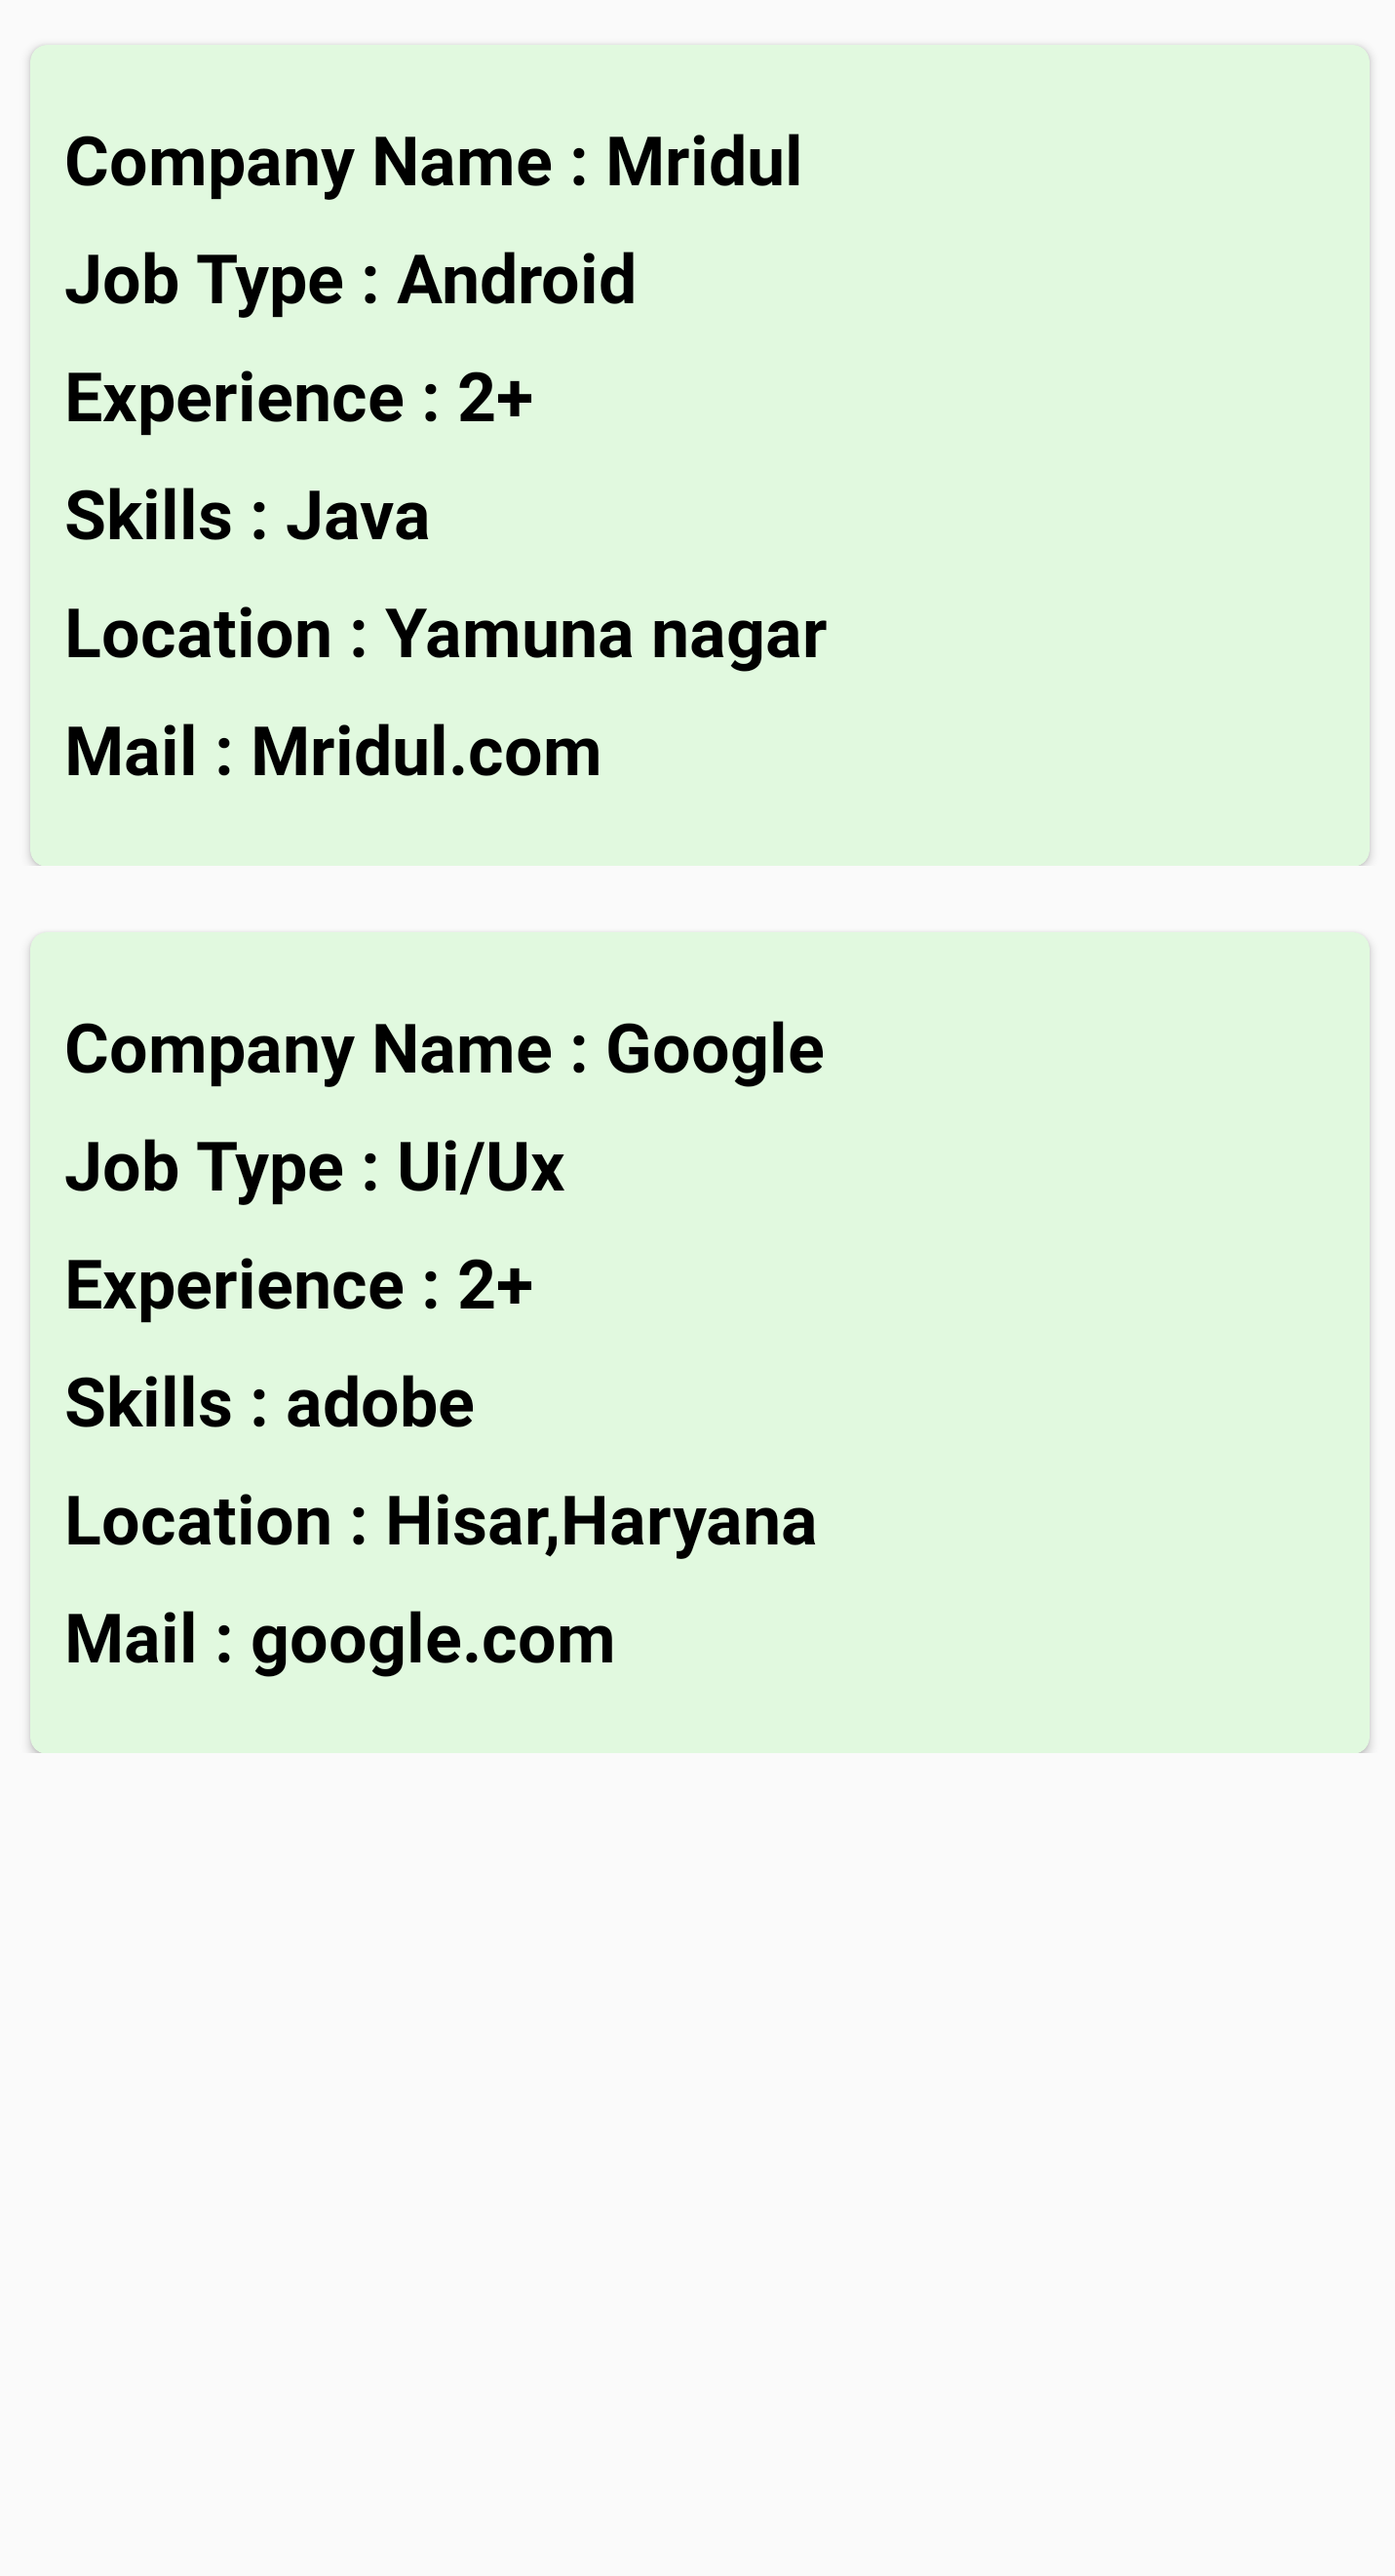 Company Name : Mridul
Job Type : Android
Experience : 2+
Skills : Java
Location : Yamuna nagar
Mail : Mridul.com
Company Name : Google
Job Type : Ui/Ux
Experience : 2+
Skills : adobe
Location : Hisar,Haryana
Mail : google.com